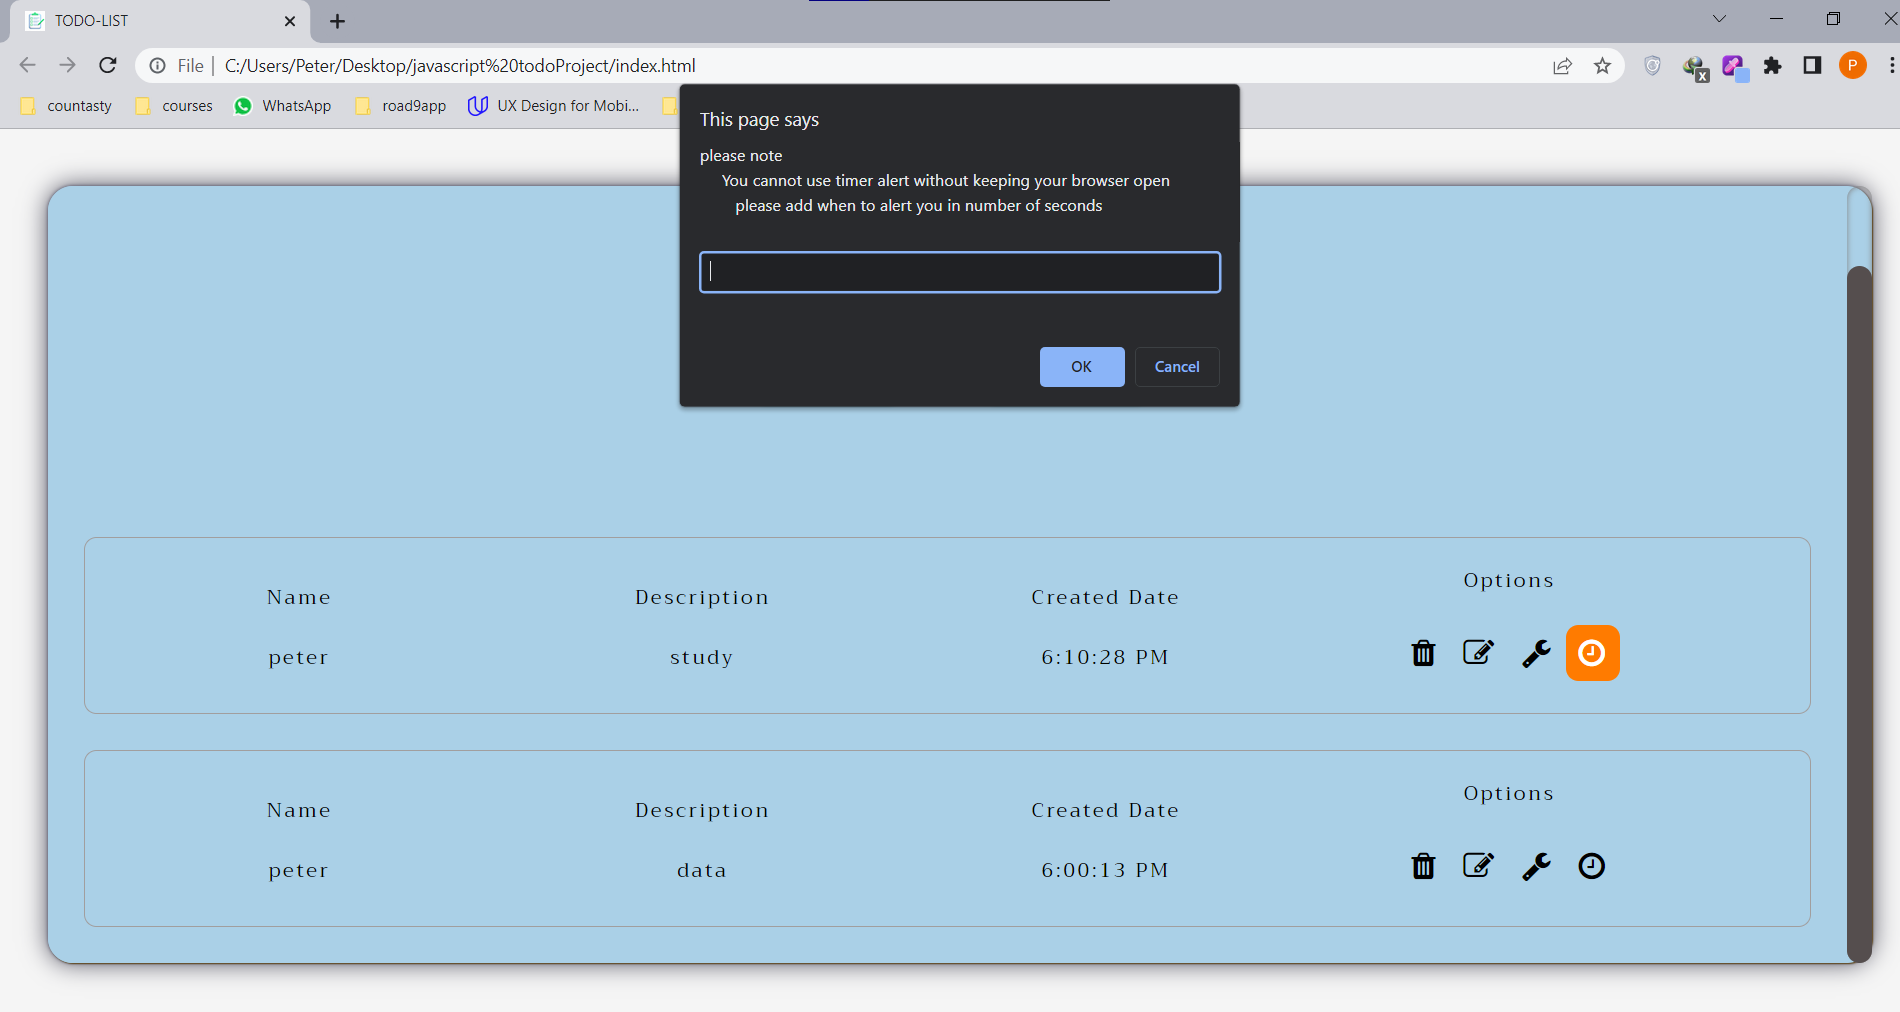 TODO-LIST
File | C:/Users/Peter/Desktop/javascript%20todoProject/index.html
P
countasty courses WhatsApp road9app UX Design for Mobi...
This page says
please note
You cannot use timer alert without keeping your browser open
please add when to alert you in number of seconds
OK Cancel
Name Description Created Date Options
peter study 6:10:28 PM
Name Description Created Date Options
peter data 6:00:13 PM